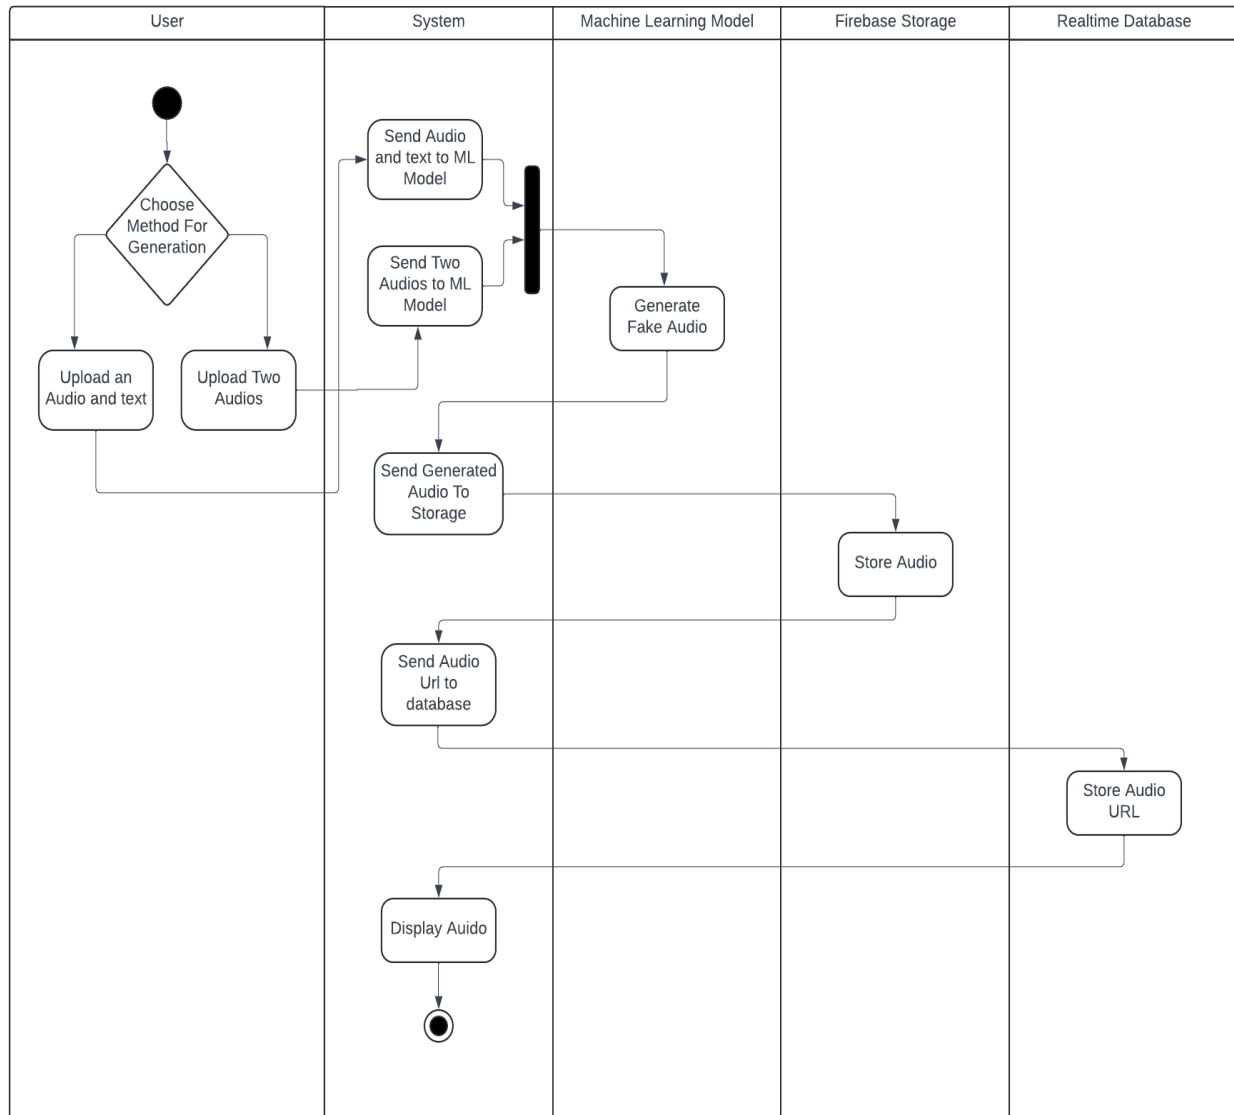 User
System
Machine Learning Model
Firebase Storage
Realtime Database
Choose
Method For
Generation
Upload an
Audio and text
Upload Two
Audios
Send Audio
and text to ML
Model
Send Two
Audios to ML
Model
Generate
Fake Audio
Send Generated
Audio To
Storage
Store Audio
Send Audio
Url to
database
Store Audio
URL
Display Auido